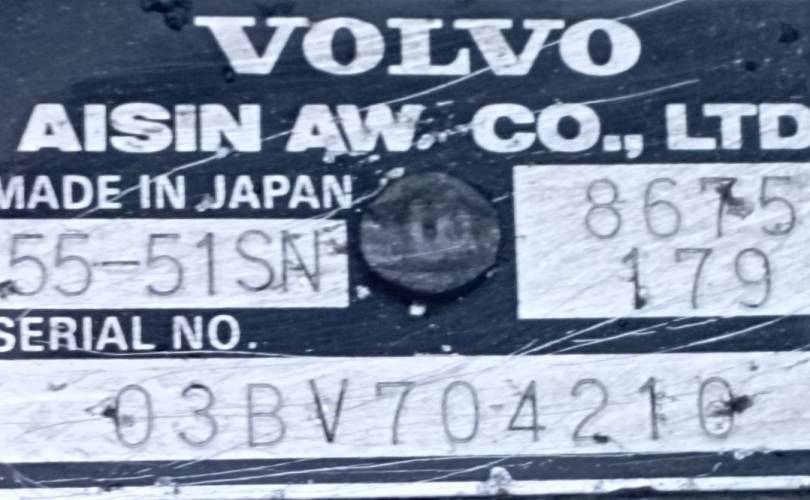 VOLVO
AISIN AW. CO., LTD
MADE IN JAPAN
55-51SN
8675
179
SERIAL NO.
03BV704210